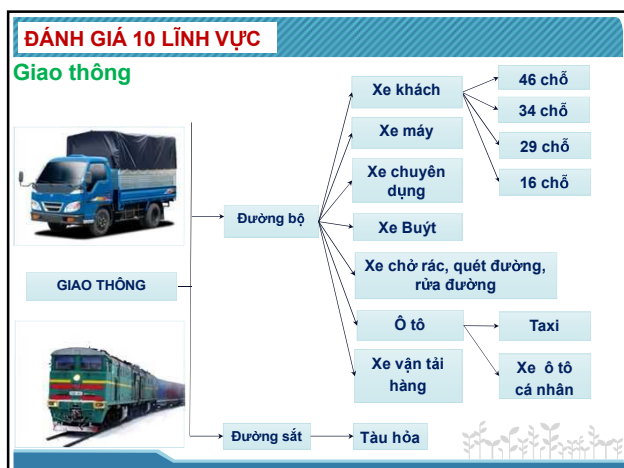 ĐÁNH GIÁ 10 LĨNH VỰC
Giao thông
GIAO THÔNG
Đường bộ
Xe khách
46 chỗ
34 chỗ
29 chỗ
16 chỗ
Xe máy
Xe chuyên
dụng
Xe Buýt
Xe chở rác, quét đường,
rửa đường
Ô tô
Taxi
Xe ô tô
cá nhân
Xe vận tải
hàng
Đường sắt
Tàu hỏa